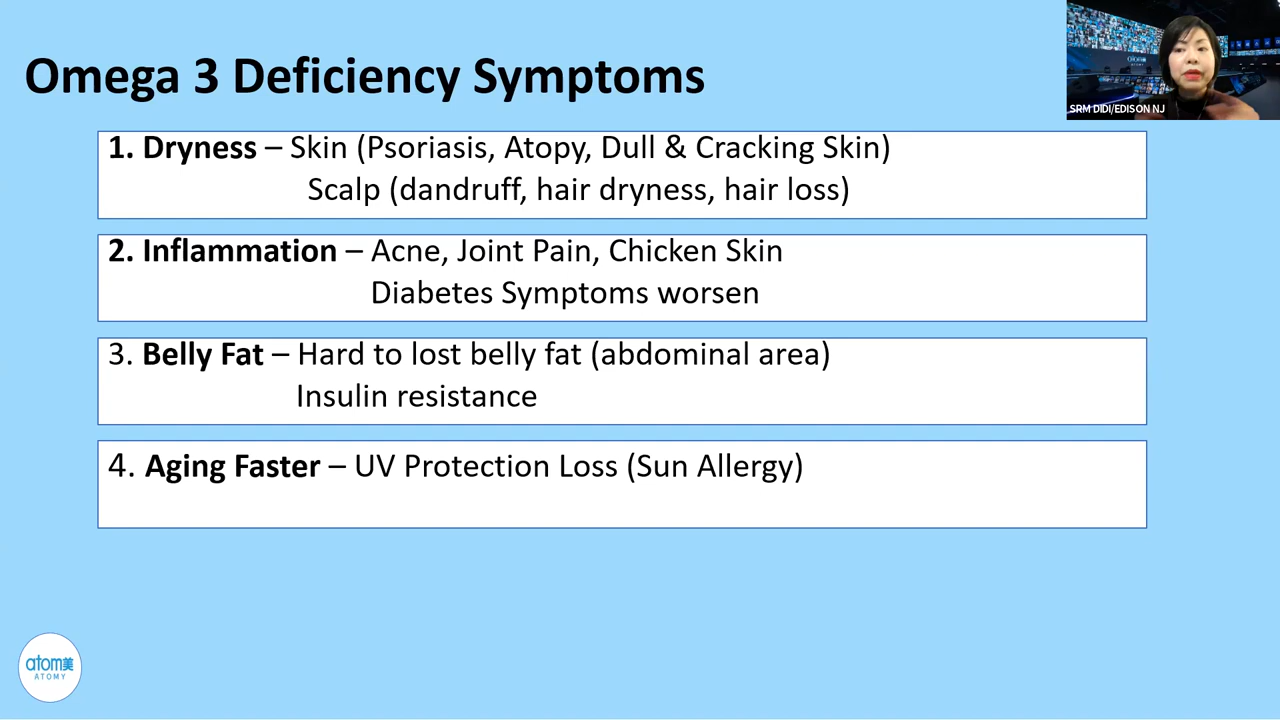 Omega 3 Deficiency Symptoms
SRM DIDI/EDISON NJ
1. Dryness – Skin (Psoriasis, Atopy, Dull & Cracking Skin)
Scalp (dandruff, hair dryness, hair loss)
2. Inflammation – Acne, Joint Pain, Chicken Skin
Diabetes Symptoms worsen
3. Belly Fat – Hard to lost belly fat (abdominal area)
Insulin resistance
4. Aging Faster – UV Protection Loss (Sun Allergy)
atom美
ATOMY